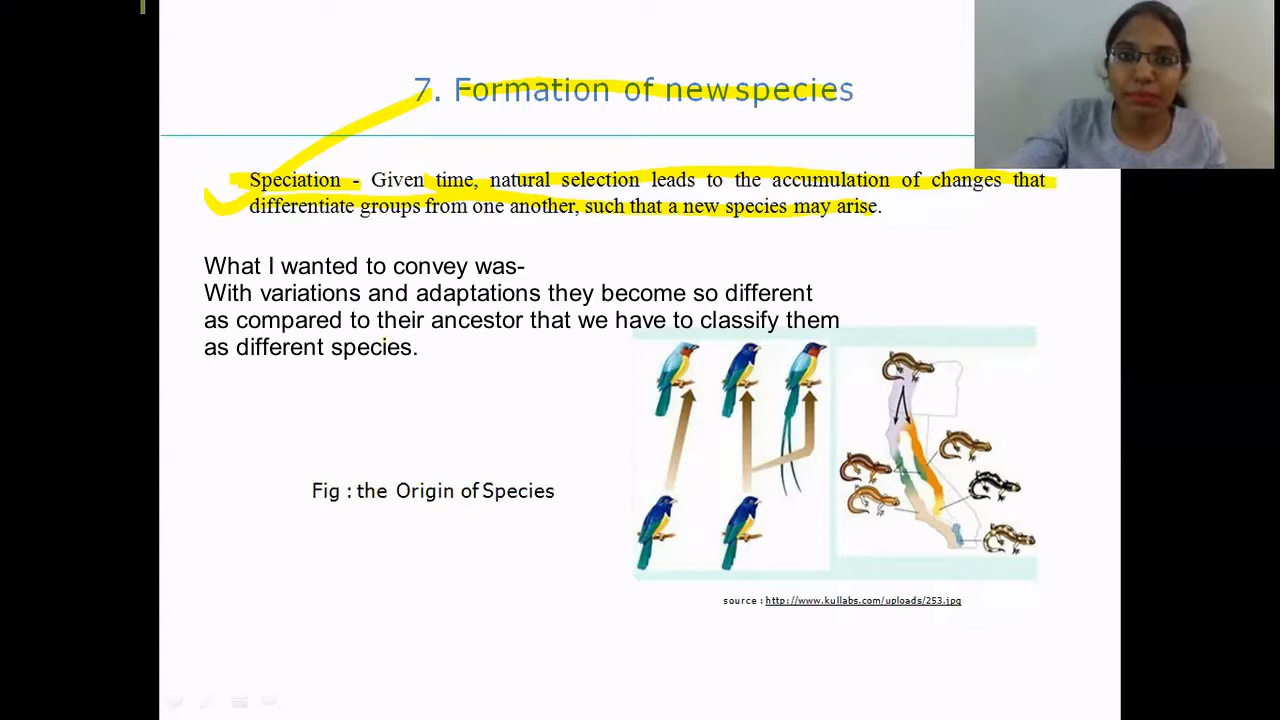 7. Formation of new species
Speciation - Given time, natural selection leads to the accumulation of changes that
differentiate groups from one another, such that a new species may arise.
What I wanted to convey was-
With variations and adaptations they become so different
as compared to their ancestor that we have to classify them
as different species.
Fig : the Origin of Species
source : http://www.kullabs.com/uploads/253.jpg